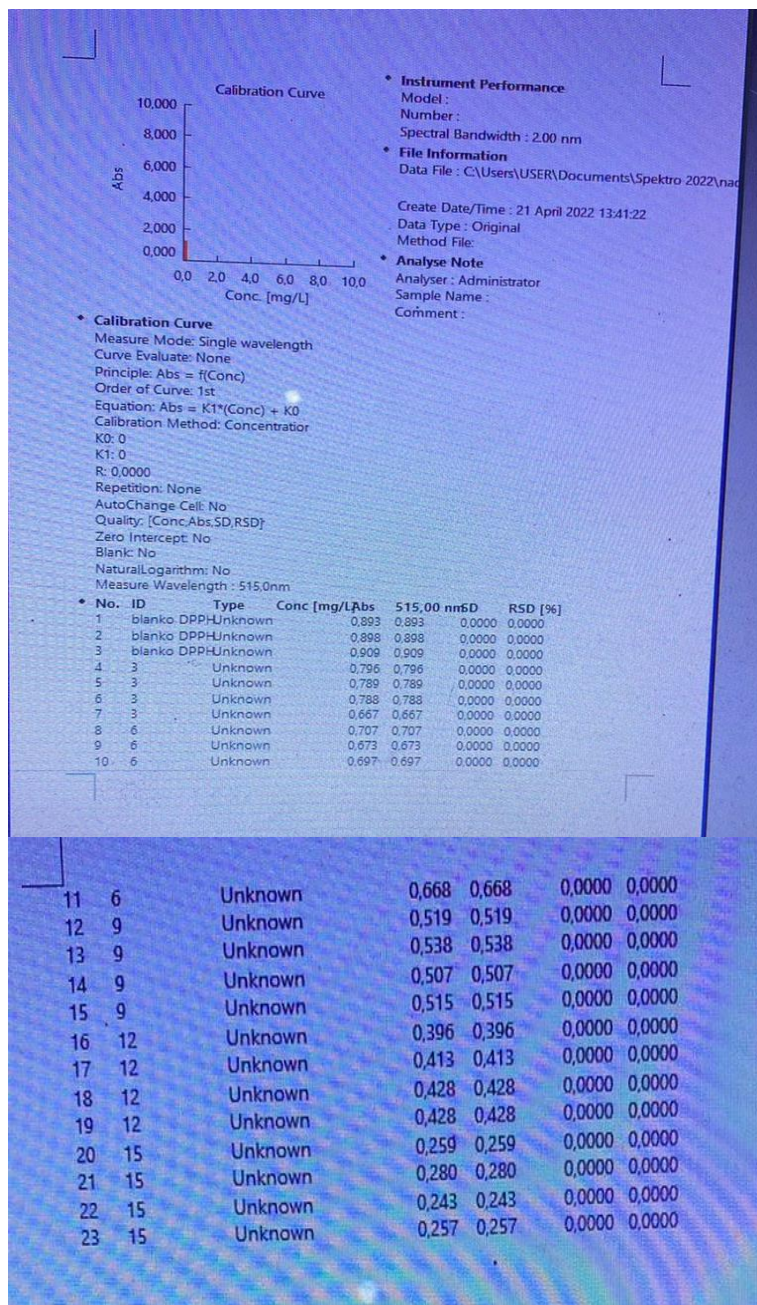 Calibration Curve
10,000
8,000
6,000
4,000
2,000
0,000
Abs
0,0 2,0 4,0 6,0 8,0 10,0
Conc. [mg/L]
Instrument Performance
Model :
Number :
Spectral Bandwidth : 2.00 nm
File Information
Data File : C:\Users\USER\Documents\Spektro 2022\nac
Create Date/Time : 21 April 2022 13:41:22
Data Type : Original
Method File:
Analyse Note
Analyser : Administrator
Sample Name :
Comment :
Calibration Curve
Measure Mode: Single wavelength
Curve Evaluate: None
Principle: Abs = f(Conc)
Order of Curve: 1st
Equation: Abs = K1*(Conc) + K0
Calibration Method: Concentratior
K0: 0
K1: 0
R: 0,0000
Repetition: None
AutoChange Cell: No
Quality: [Conc,Abs,SD,RSD]
Zero Intercept: No
Blank: No
NaturalLogarithm: No
Measure Wavelength : 515,0nm
No. ID Type Conc [mg/L Abs 515,00 nm SD RSD [%]
1 blanko DPPH Unknown 0,893 0,893 0,0000 0,0000
2 blanko DPPH Unknown 0,898 0,898 0,0000 0,0000
3 blanko DPPH Unknown 0,909 0,909 0,0000 0,0000
4 3 Unknown 0,796 0,796 0,0000 0,0000
5 3 Unknown 0,789 0,789 0,0000 0,0000
6 3 Unknown 0,788 0,788 0,0000 0,0000
7 3 Unknown 0,667 0,667 0,0000 0,0000
8 6 Unknown 0,707 0,707 0,0000 0,0000
9 6 Unknown 0,673 0,673 0,0000 0,0000
10 6 Unknown 0,697 0,697 0,0000 0,0000
11 6 Unknown 0,668 0,668 0,0000 0,0000
12 9 Unknown 0,519 0,519 0,0000 0,0000
13 9 Unknown 0,538 0,538 0,0000 0,0000
14 9 Unknown 0,507 0,507 0,0000 0,0000
15 9 Unknown 0,515 0,515 0,0000 0,0000
16 12 Unknown 0,396 0,396 0,0000 0,0000
17 12 Unknown 0,413 0,413 0,0000 0,0000
18 12 Unknown 0,428 0,428 0,0000 0,0000
19 12 Unknown 0,428 0,428 0,0000 0,0000
20 15 Unknown 0,259 0,259 0,0000 0,0000
21 15 Unknown 0,280 0,280 0,0000 0,0000
22 15 Unknown 0,243 0,243 0,0000 0,0000
23 15 Unknown 0,257 0,257 0,0000 0,0000